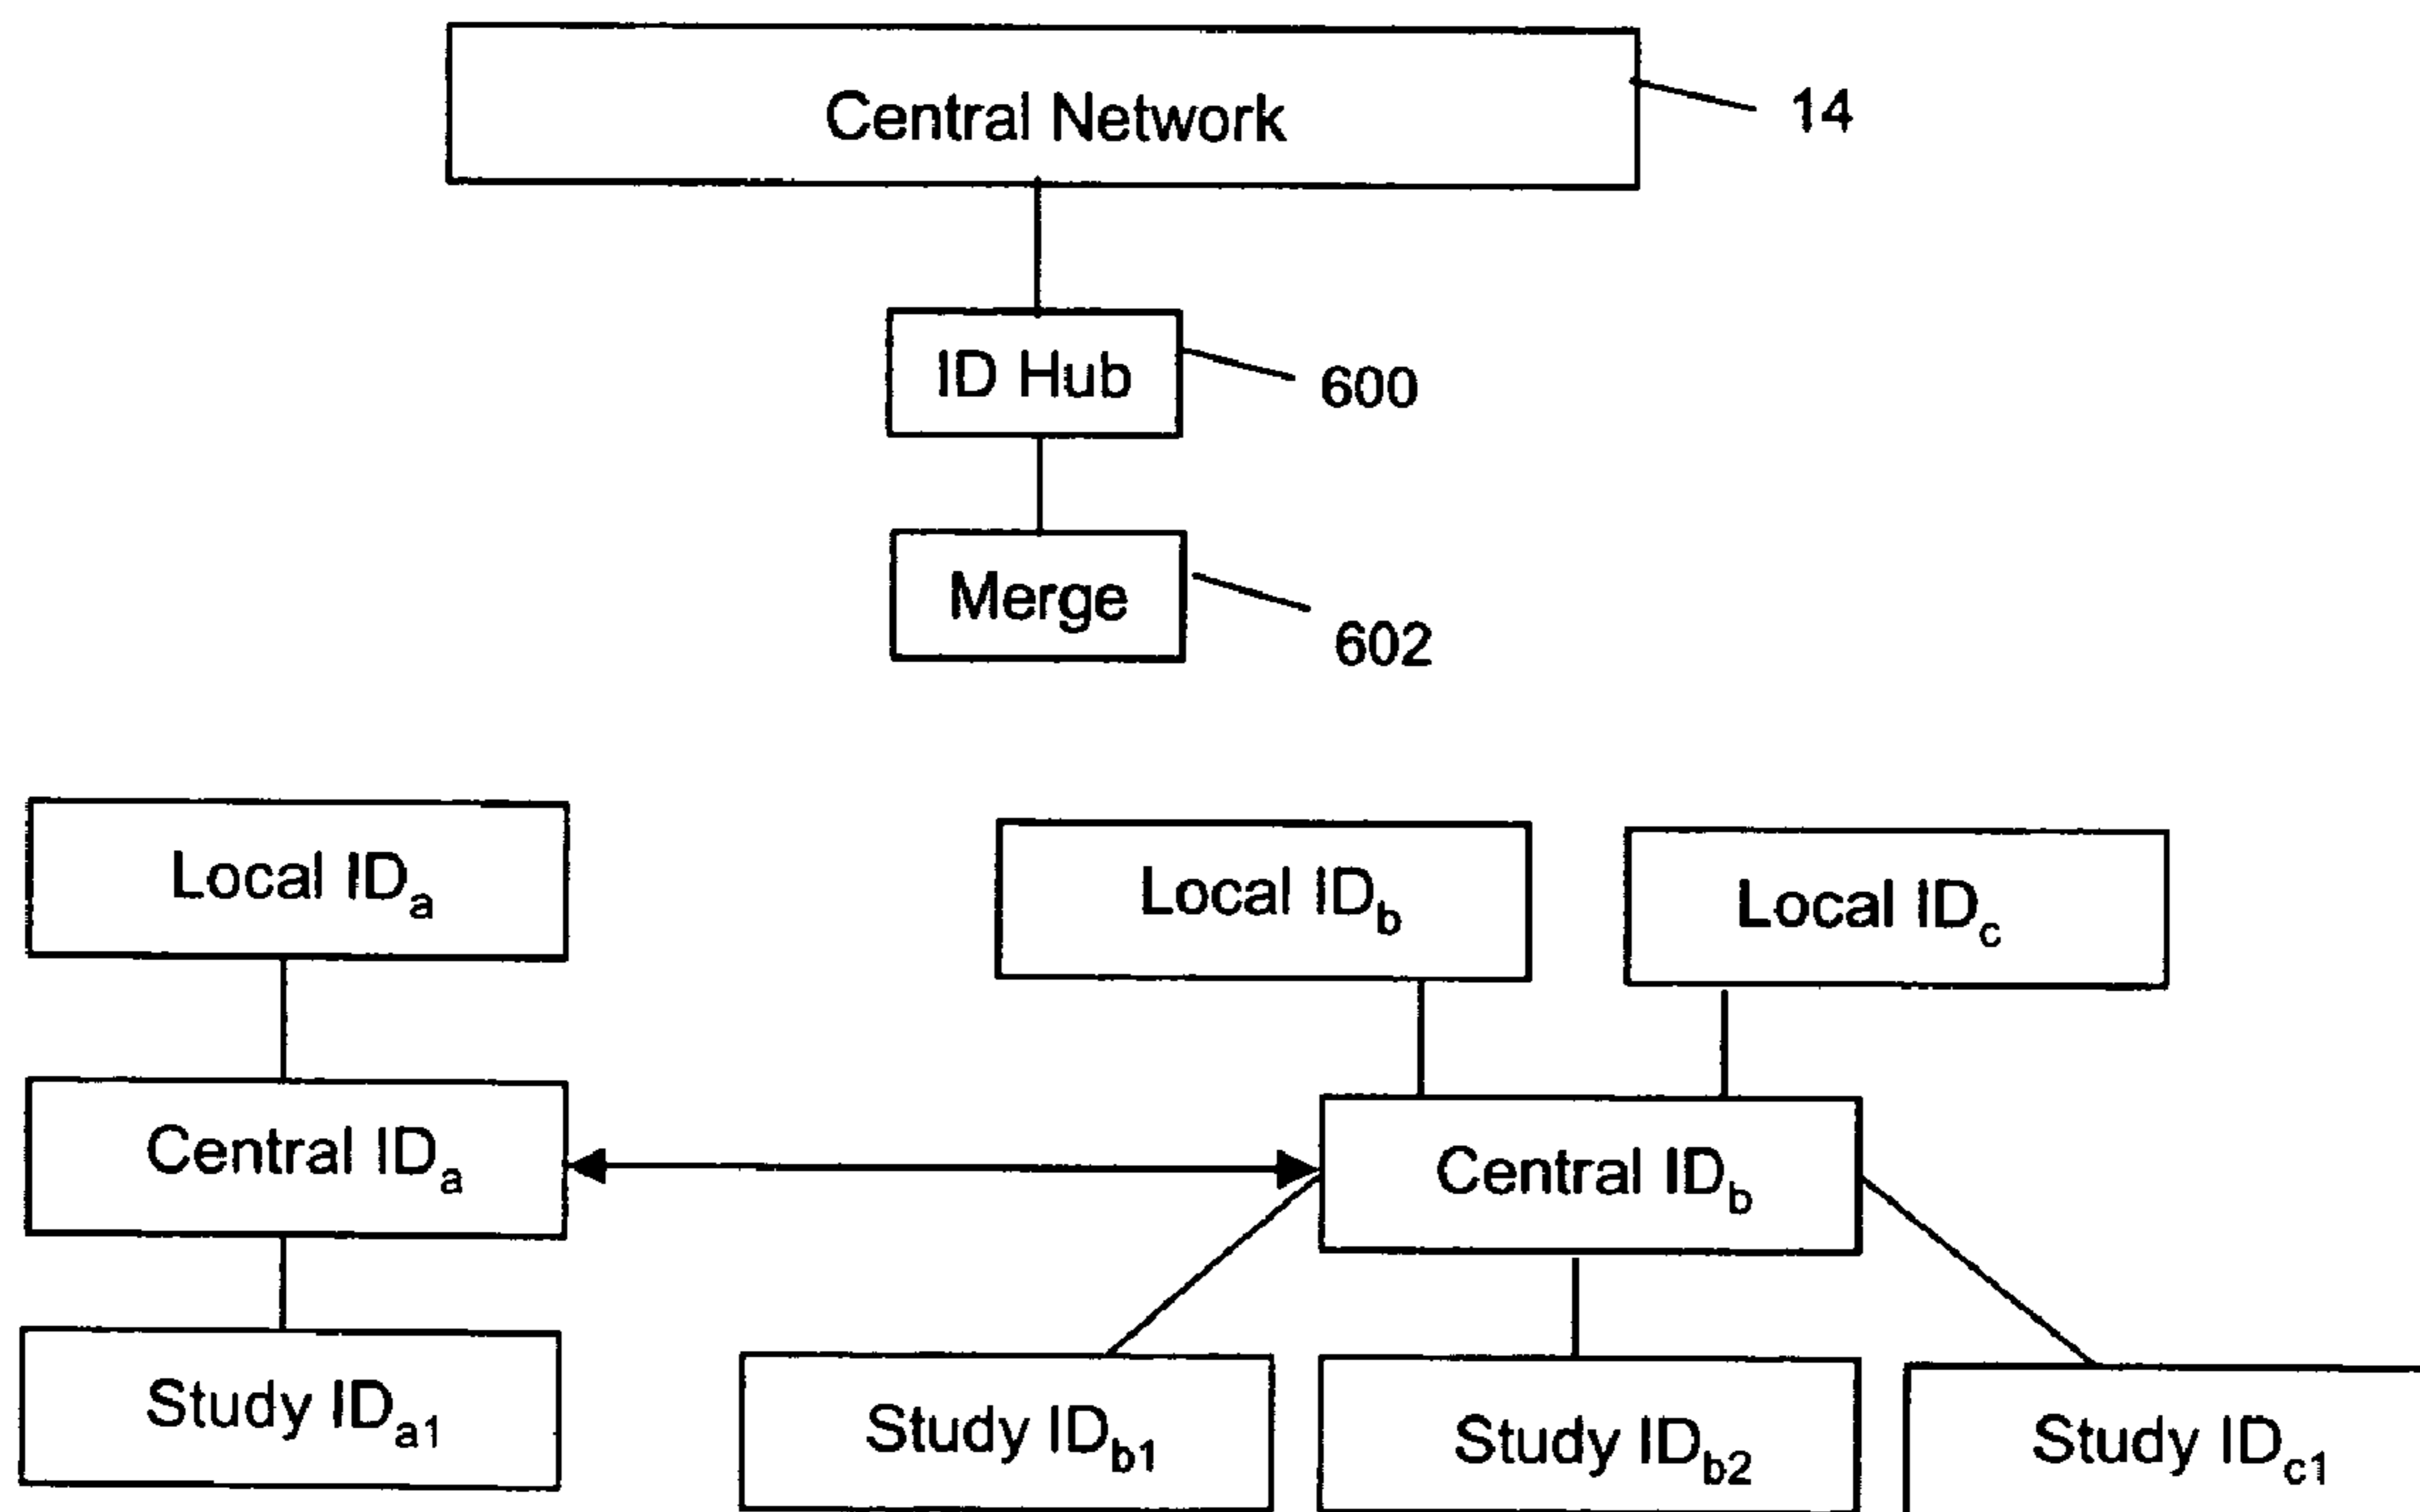 Central Network
14
ID Hub
600
Merge
602
Local IDa
Local IDb
Local IDc
Central IDa
Central IDb
Study IDa1
Study IDb1
Study IDb2
Study IDc1